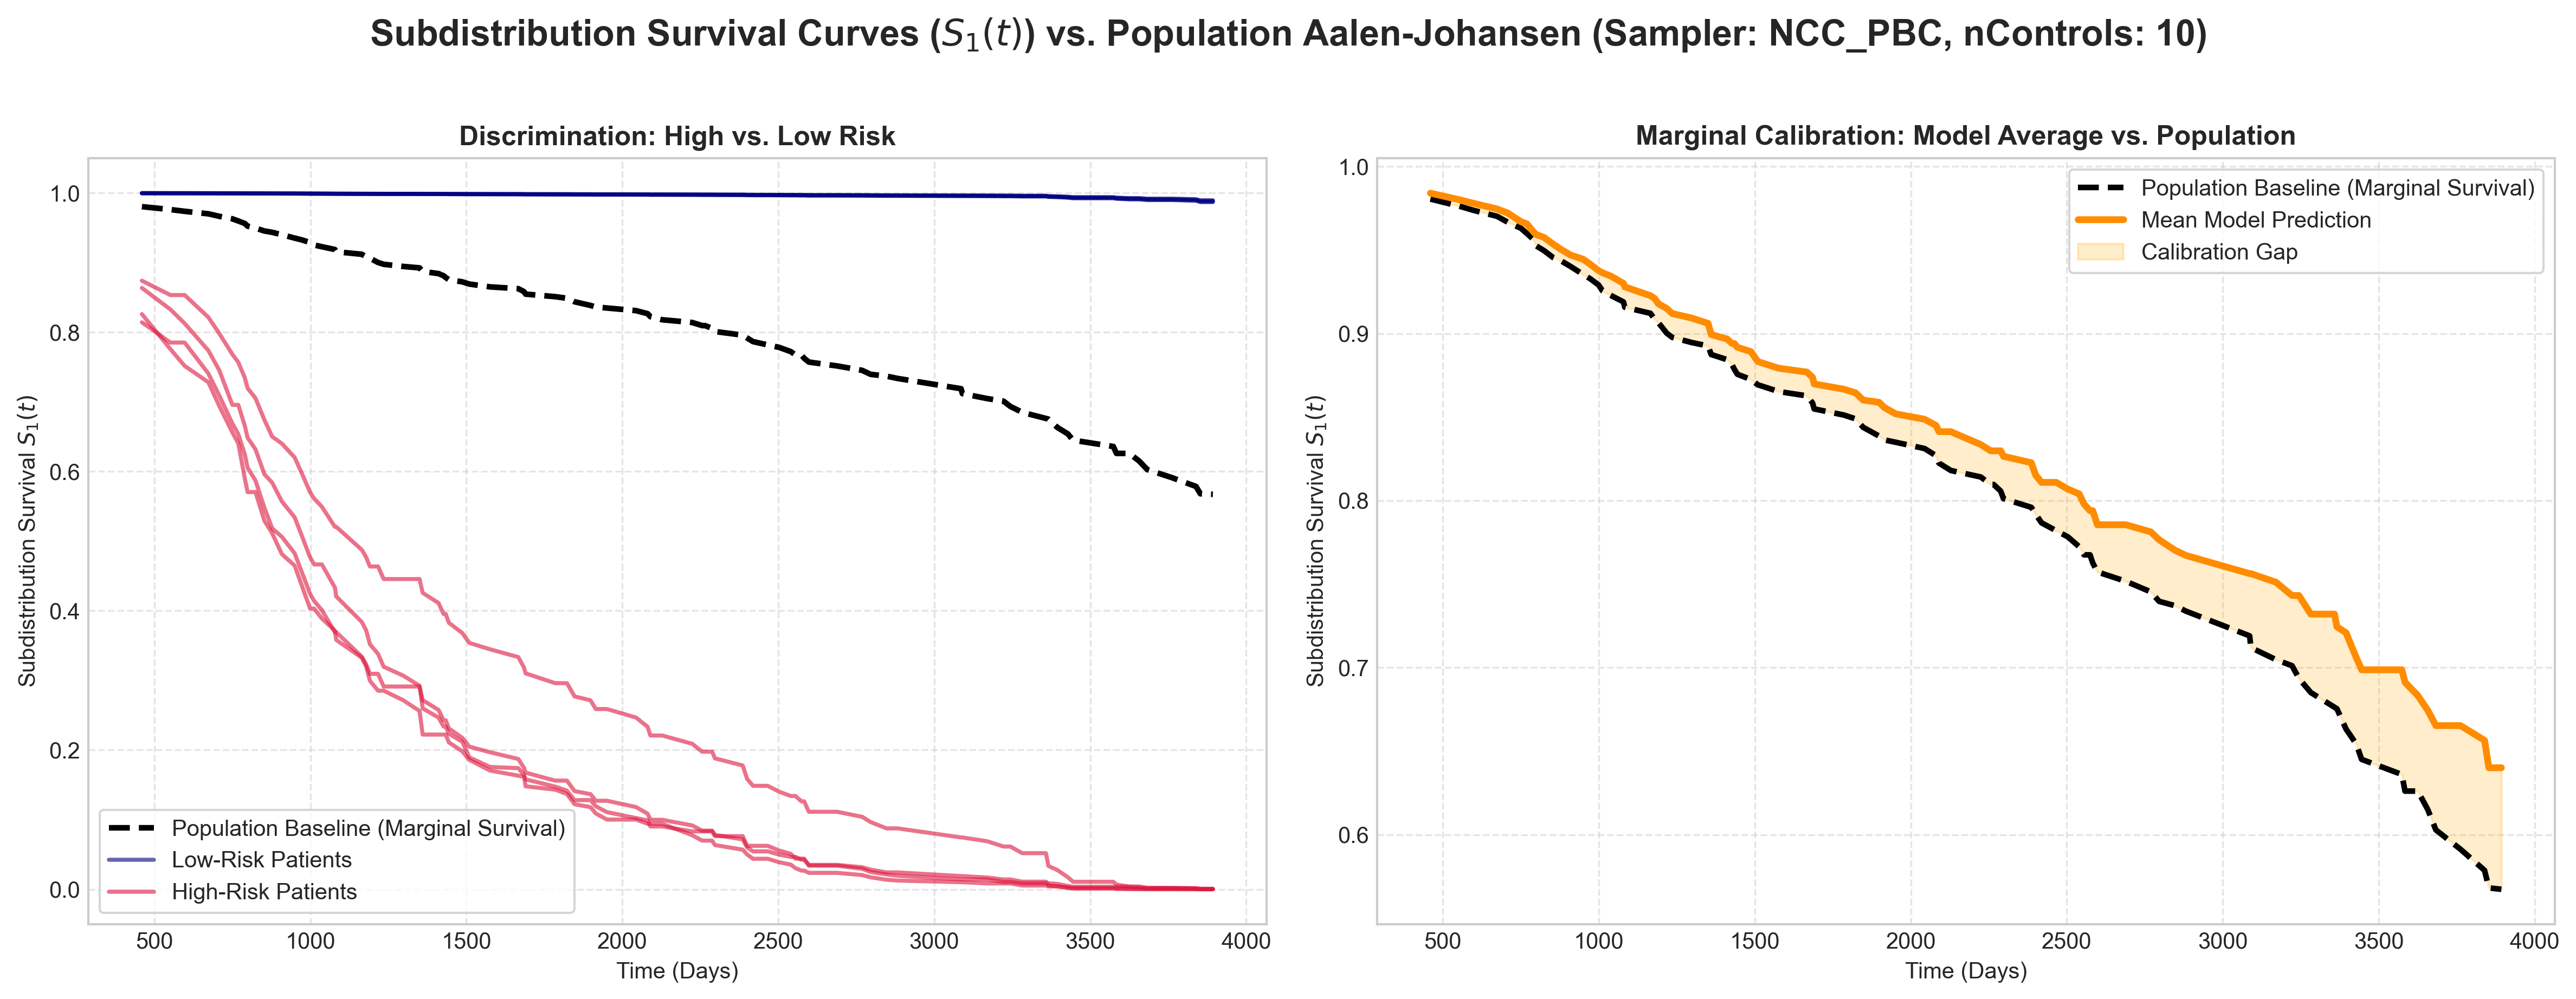 Subdistribution Survival Curves (S₁(t)) vs. Population Aalen-Johansen (Sampler: NCC_PBC, nControls: 10)
Discrimination: High vs. Low Risk
Subdistribution Survival S₁(t)
1.0
0.8
0.6
0.4
0.2
0.0
Population Baseline (Marginal Survival)
Low-Risk Patients
High-Risk Patients
500 1000 1500 2000 2500 3000 3500 4000
Time (Days)
Marginal Calibration: Model Average vs. Population
Subdistribution Survival S₁(t)
1.0
0.9
0.8
0.7
0.6
Population Baseline (Marginal Survival)
Mean Model Prediction
Calibration Gap
500 1000 1500 2000 2500 3000 3500 4000
Time (Days)